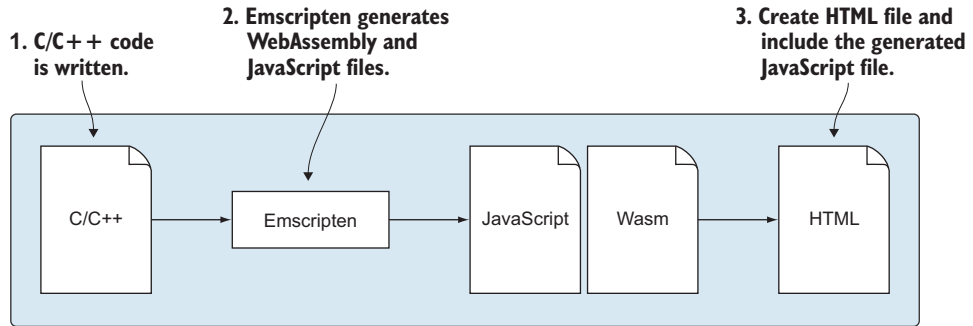 1. C/C++ code
is written.
2. Emscripten generates
WebAssembly and
JavaScript files.
3. Create HTML file and
include the generated
JavaScript file.
C/C++
Emscripten
JavaScript
Wasm
HTML